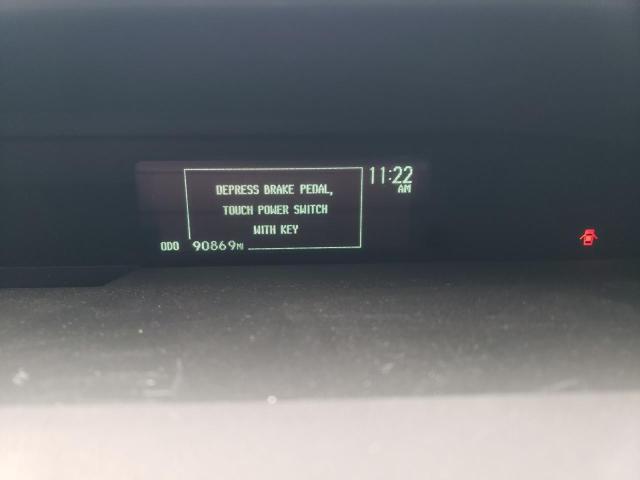 DEPRESS BRAKE PEDAL,
TOUCH POWER SWITCH
WITH KEY
11:22
AM
ODO 90869MI